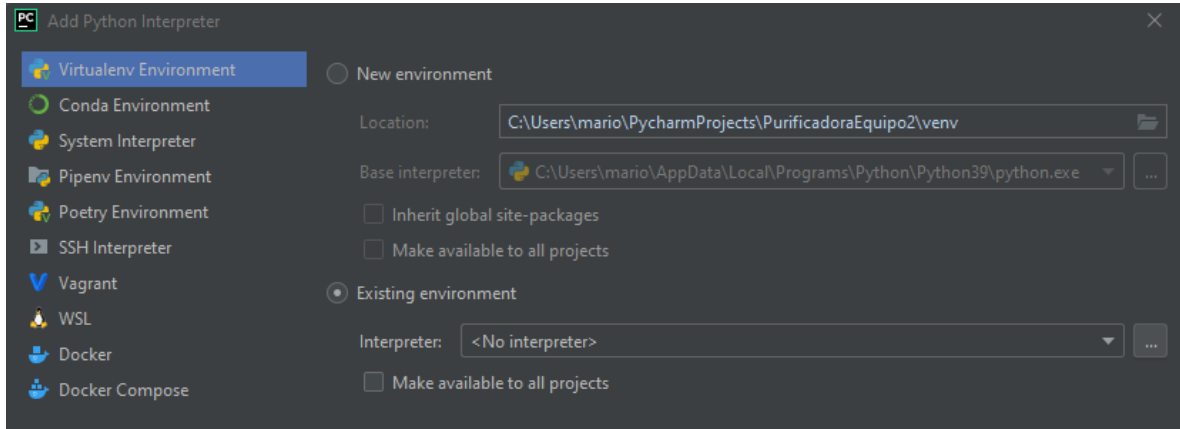 PC Add Python Interpreter
Virtualenv Environment
Conda Environment
System Interpreter
Pipenv Environment
Poetry Environment
SSH Interpreter
Vagrant
WSL
Docker
Docker Compose
New environment
Location: C:\Users\mario\PycharmProjects\PurificadoraEquipo2\venv
Base interpreter: C:\Users\mario\AppData\Local\Programs\Python\Python39\python.exe ...
Inherit global site-packages
Make available to all projects
Existing environment
Interpreter: <No interpreter> ...
Make available to all projects